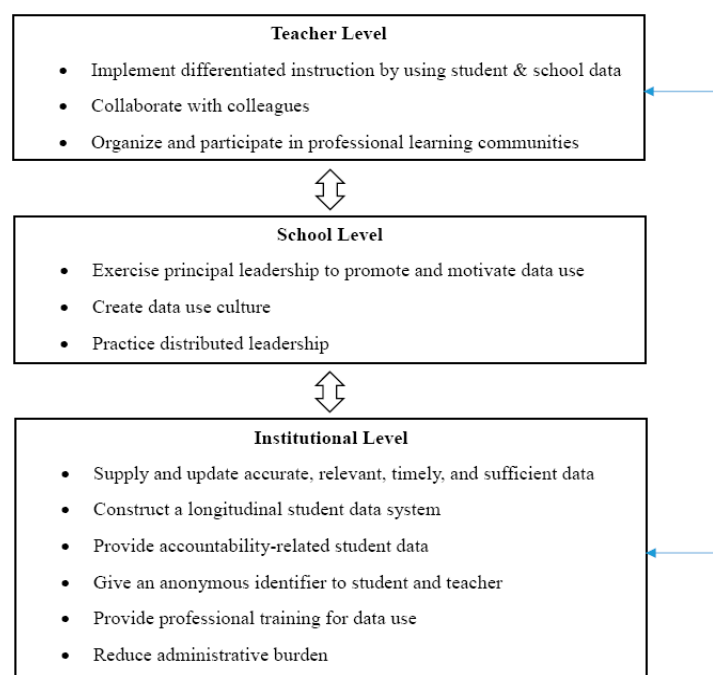 Teacher Level
• Implement differentiated instruction by using student & school data
• Collaborate with colleagues
• Organize and participate in professional learning communities
School Level
• Exercise principal leadership to promote and motivate data use
• Create data use culture
• Practice distributed leadership
Institutional Level
• Supply and update accurate, relevant, timely, and sufficient data
• Construct a longitudinal student data system
• Provide accountability-related student data
• Give an anonymous identifier to student and teacher
• Provide professional training for data use
• Reduce administrative burden